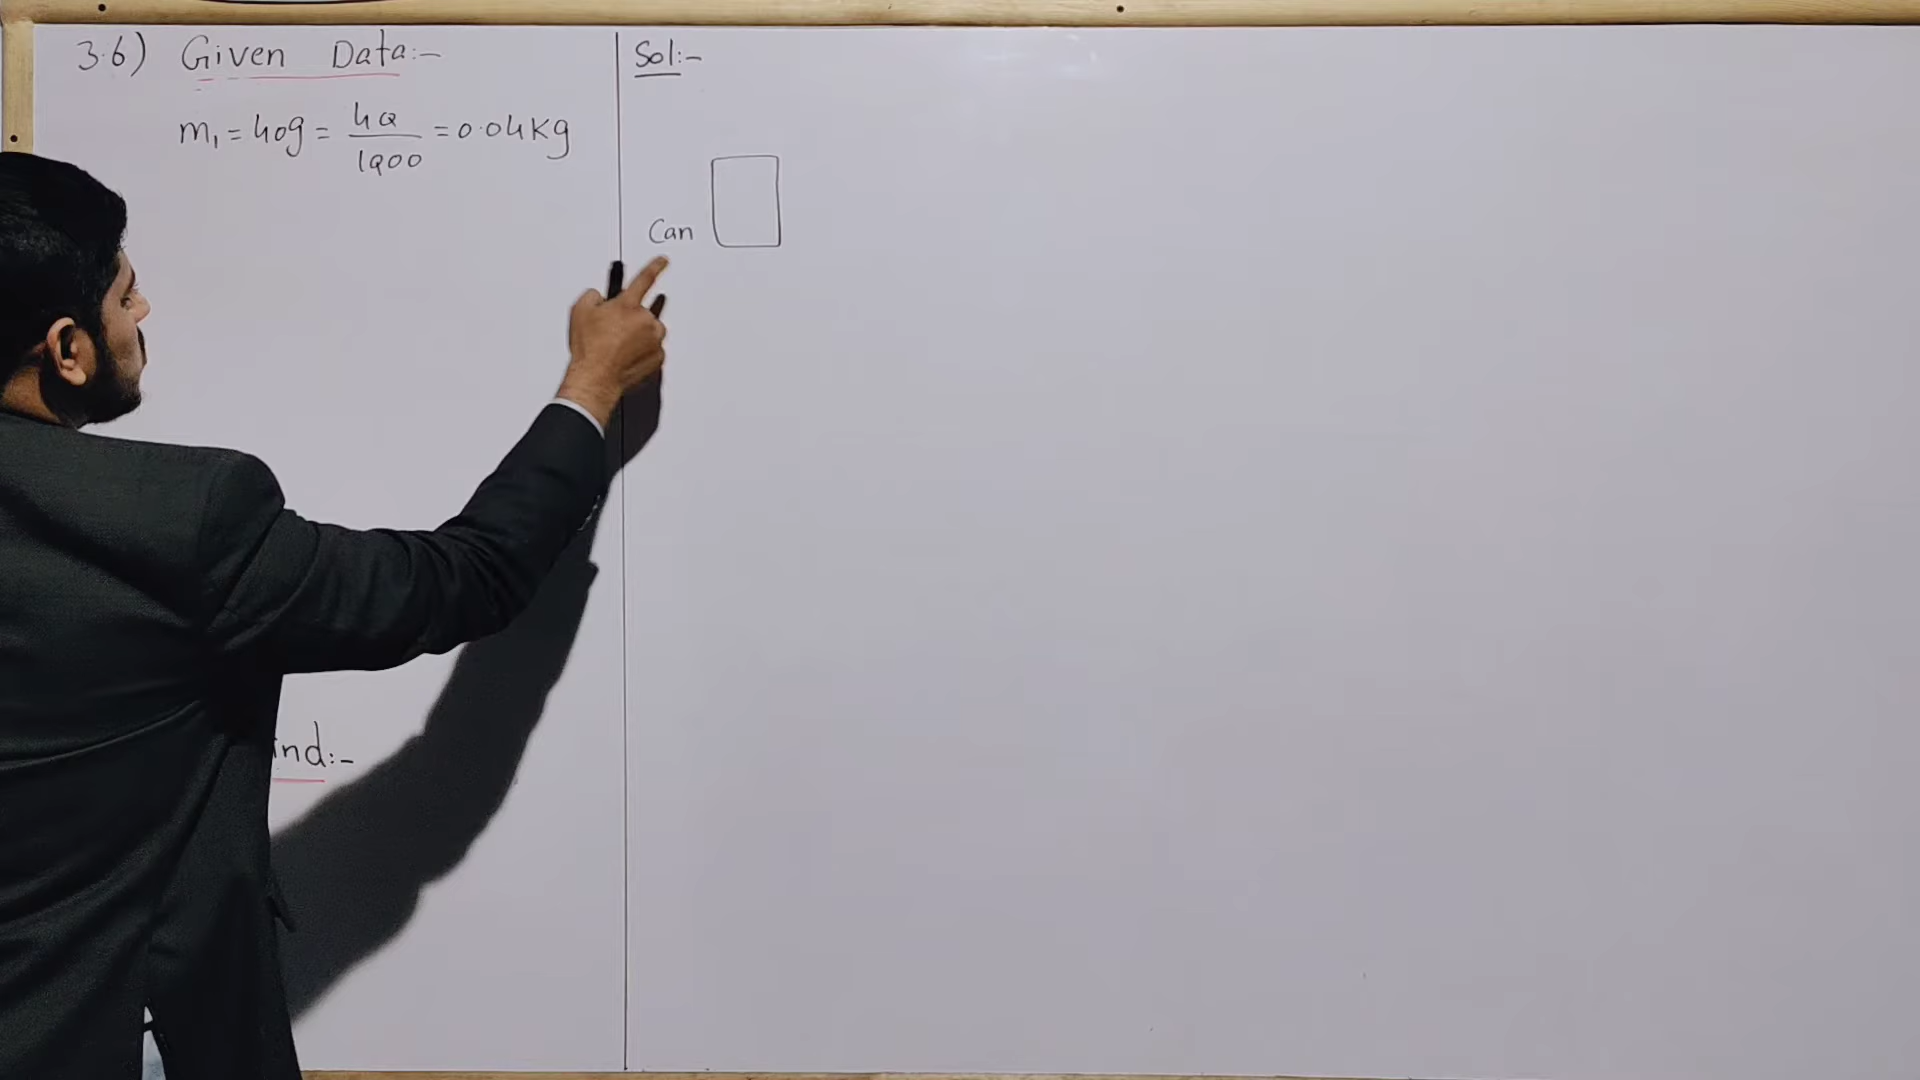 3.6) Given Data:-
m₁ = 40g = 40/1000 = 0.04Kg
ind:-
Sol:-
Can